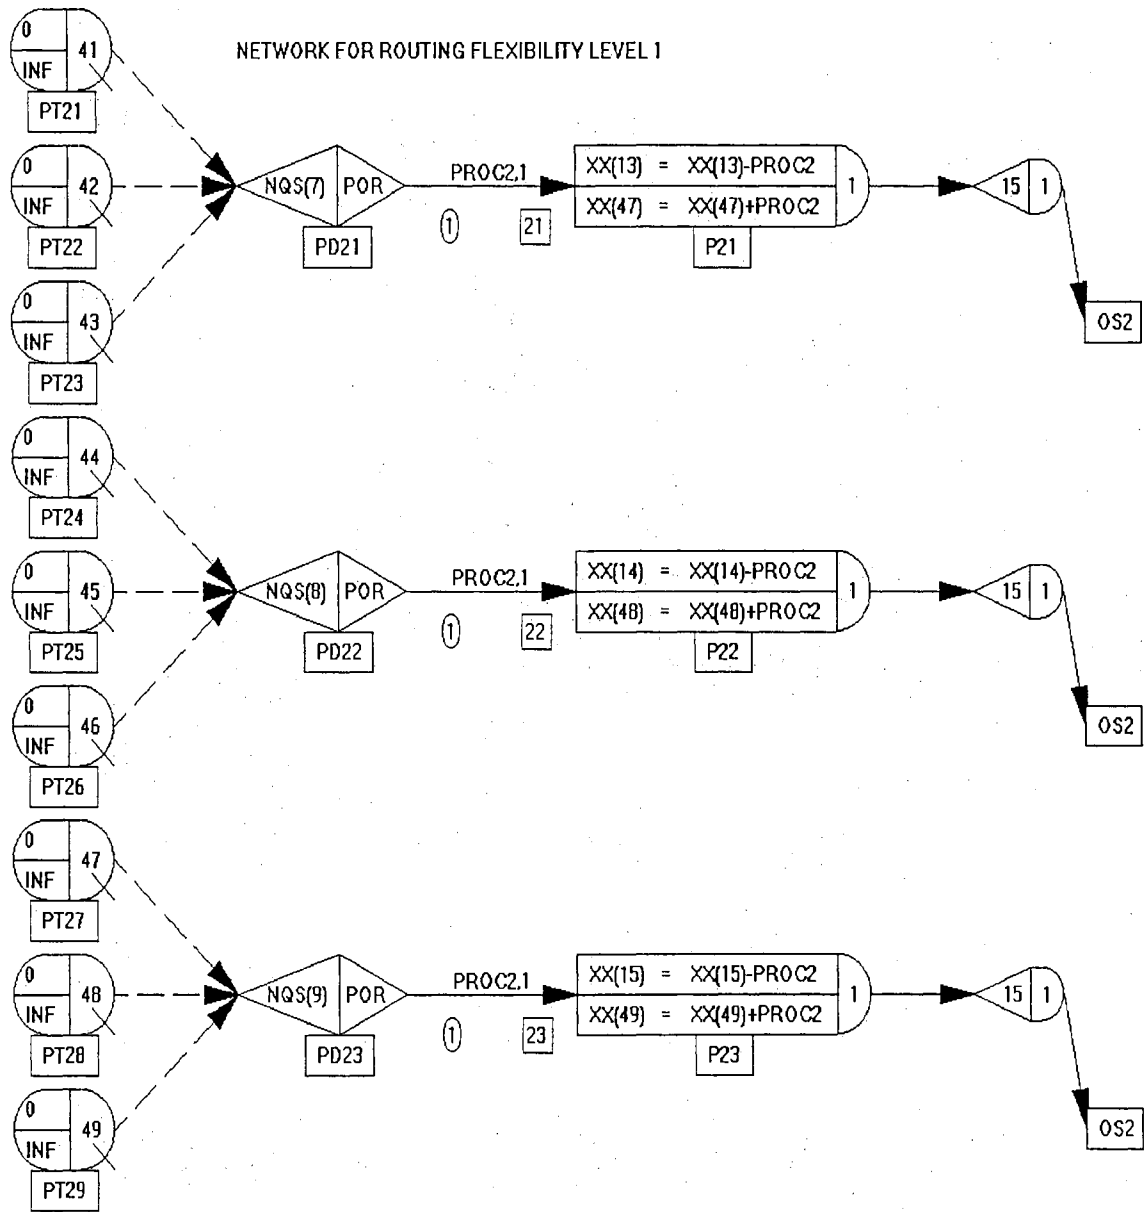 NETWORK FOR ROUTING FLEXIBILITY LEVEL 1
0
INF
41
PT21
0
INF
42
PT22
0
INF
43
PT23
NQS(7) POR
PD21
PROC2,1
1
21
XX(13) = XX(13)-PROC2
XX(47) = XX(47)+PROC2
1
P21
15 1
OS2
0
INF
44
PT24
0
INF
45
PT25
0
INF
46
PT26
NQS(8) POR
PD22
PROC2,1
1
22
XX(14) = XX(14)-PROC2
XX(48) = XX(48)+PROC2
1
P22
15 1
OS2
0
INF
47
PT27
0
INF
48
PT28
0
INF
49
PT29
NQS(9) POR
PD23
PROC2,1
1
23
XX(15) = XX(15)-PROC2
XX(49) = XX(49)+PROC2
1
P23
15 1
OS2